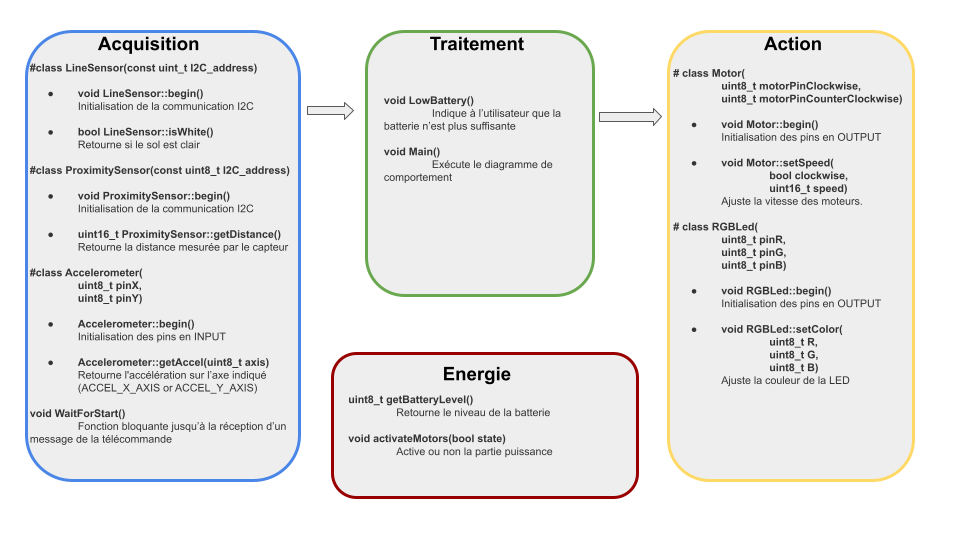 Acquisition
#class LineSensor(const uint_t I2C_address)
● void LineSensor::begin()
Initialisation de la communication I2C
● bool LineSensor::isWhite()
Retourne si le sol est clair
#class ProximitySensor(const uint8_t I2C_address)
● void ProximitySensor::begin()
Initialisation de la communication I2C
● uint16_t ProximitySensor::getDistance()
Retourne la distance mesurée par le capteur
#class Accelerometer(
uint8_t pinX,
uint8_t pinY)
● Accelerometer::begin()
Initialisation des pins en INPUT
● Accelerometer::getAccel(uint8_t axis)
Retourne l'accélération sur l'axe indiqué
(ACCEL_X_AXIS or ACCEL_Y_AXIS)
void WaitForStart()
Fonction bloquante jusqu'à la réception d'un
message de la télécommande
Traitement
void LowBattery()
Indique à l'utilisateur que la
batterie n'est plus suffisante
void Main()
Exécute le diagramme de
comportement
Energie
uint8_t getBatteryLevel()
Retourne le niveau de la batterie
void activateMotors(bool state)
Active ou non la partie puissance
Action
# class Motor(
uint8_t motorPinClockwise,
uint8_t motorPinCounterClockwise)
● void Motor::begin()
Initialisation des pins en OUTPUT
● void Motor::setSpeed(
bool clockwise,
uint16_t speed)
Ajuste la vitesse des moteurs.
# class RGBLed(
uint8_t pinR,
uint8_t pinG,
uint8_t pinB)
● void RGBLed::begin()
Initialisation des pins en OUTPUT
● void RGBLed::setColor(
uint8_t R,
uint8_t G,
uint8_t B)
Ajuste la couleur de la LED